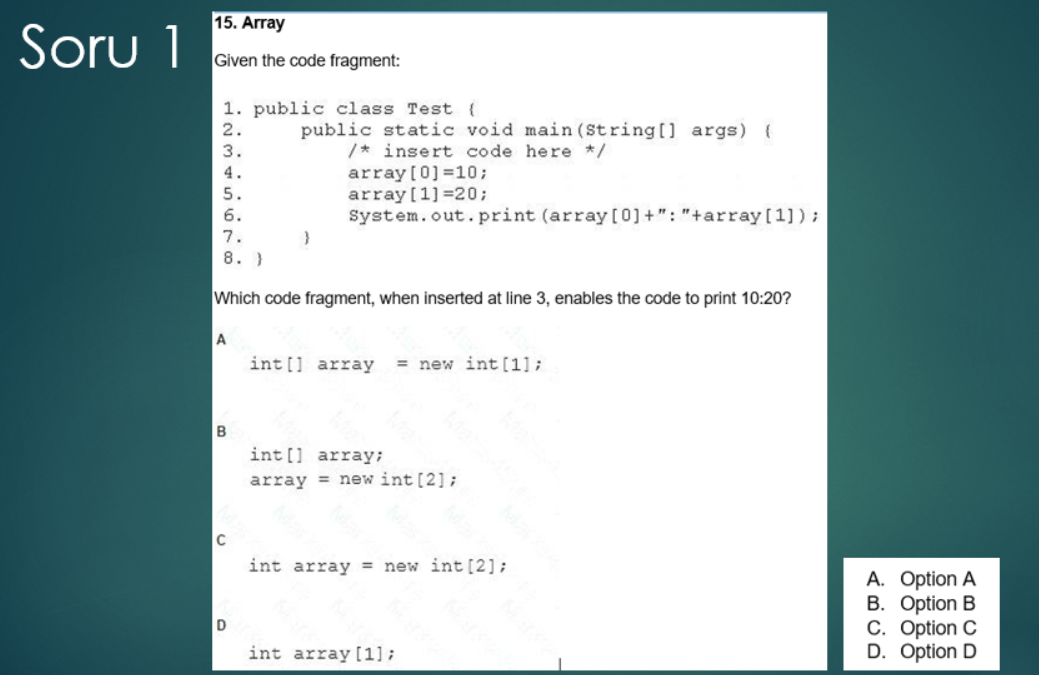 Soru 1
15. Array
Given the code fragment:
1. public class Test {
2. public static void main(String[] args) {
3. /* insert code here */
4. array[0]=10;
5. array[1]=20;
6. System.out.print(array[0]+":"+array[1]);
7. }
8. }
Which code fragment, when inserted at line 3, enables the code to print 10:20?
A
int[] array = new int[1];
B
int[] array;
array = new int[2];
C
int array = new int[2];
D
int array[1];
A. Option A
B. Option B
C. Option C
D. Option D